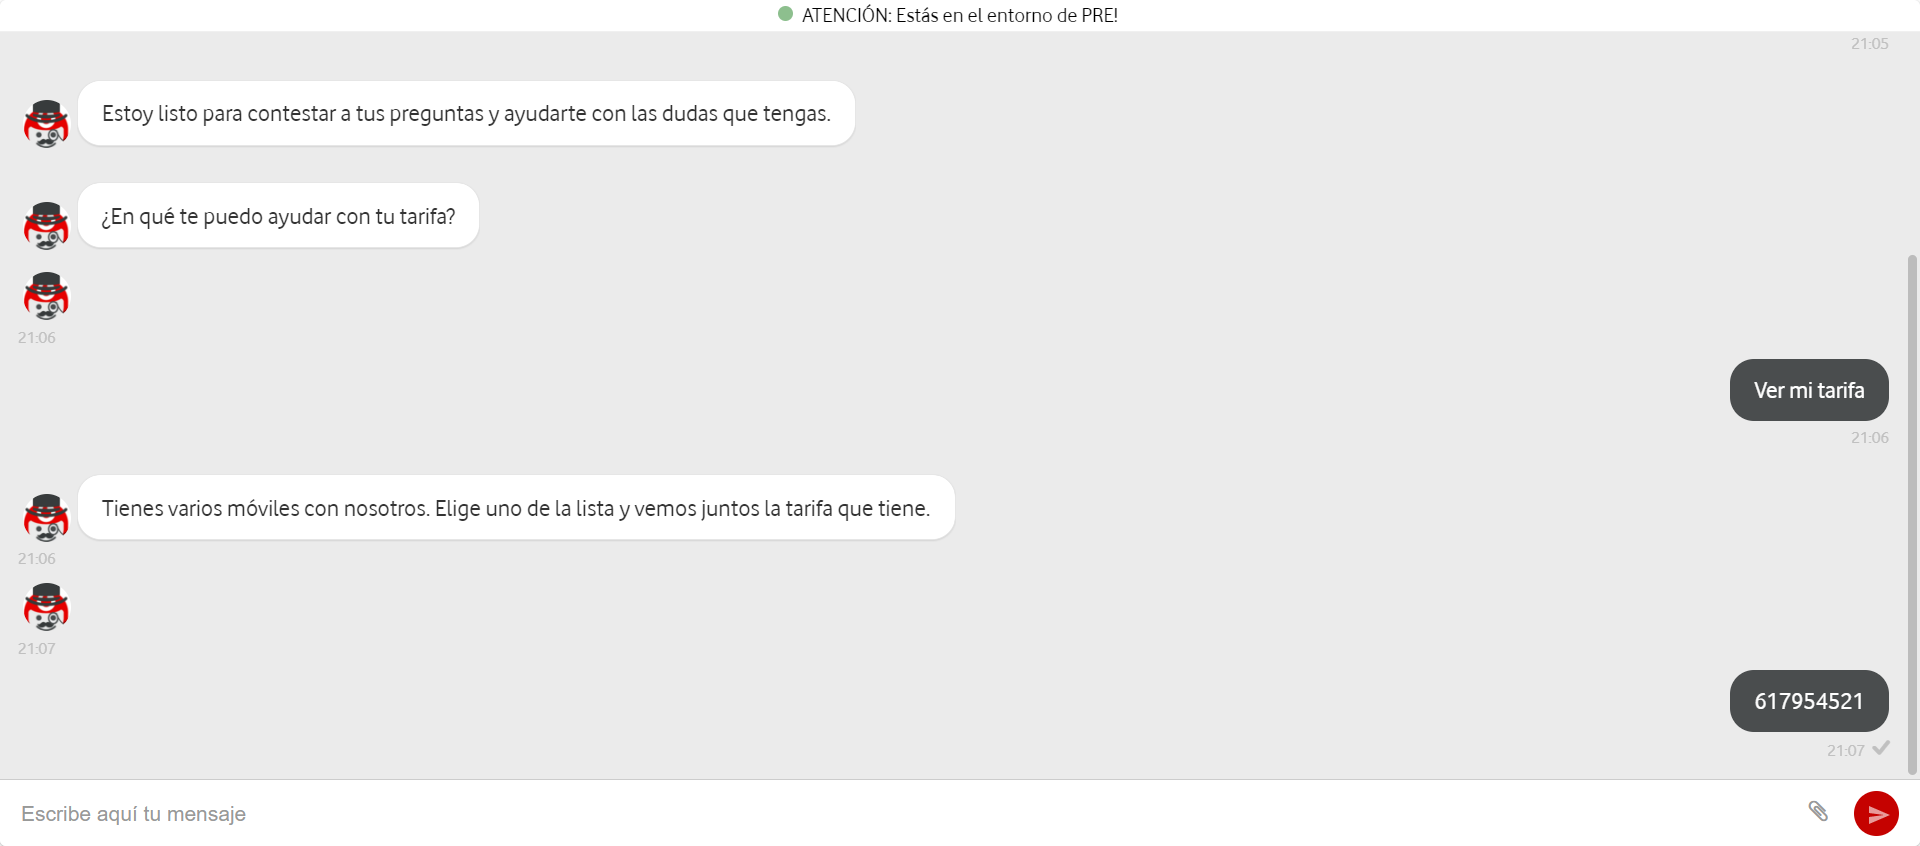 ATENCIÓN: Estás en el entorno de PRE!
21:05
Estoy listo para contestar a tus preguntas y ayudarte con las dudas que tengas.
¿En qué te puedo ayudar con tu tarifa?
21:06
Ver mi tarifa
21:06
Tienes varios móviles con nosotros. Elige uno de la lista y vemos juntos la tarifa que tiene.
21:06
21:07
617954521
21:07
Escribe aquí tu mensaje